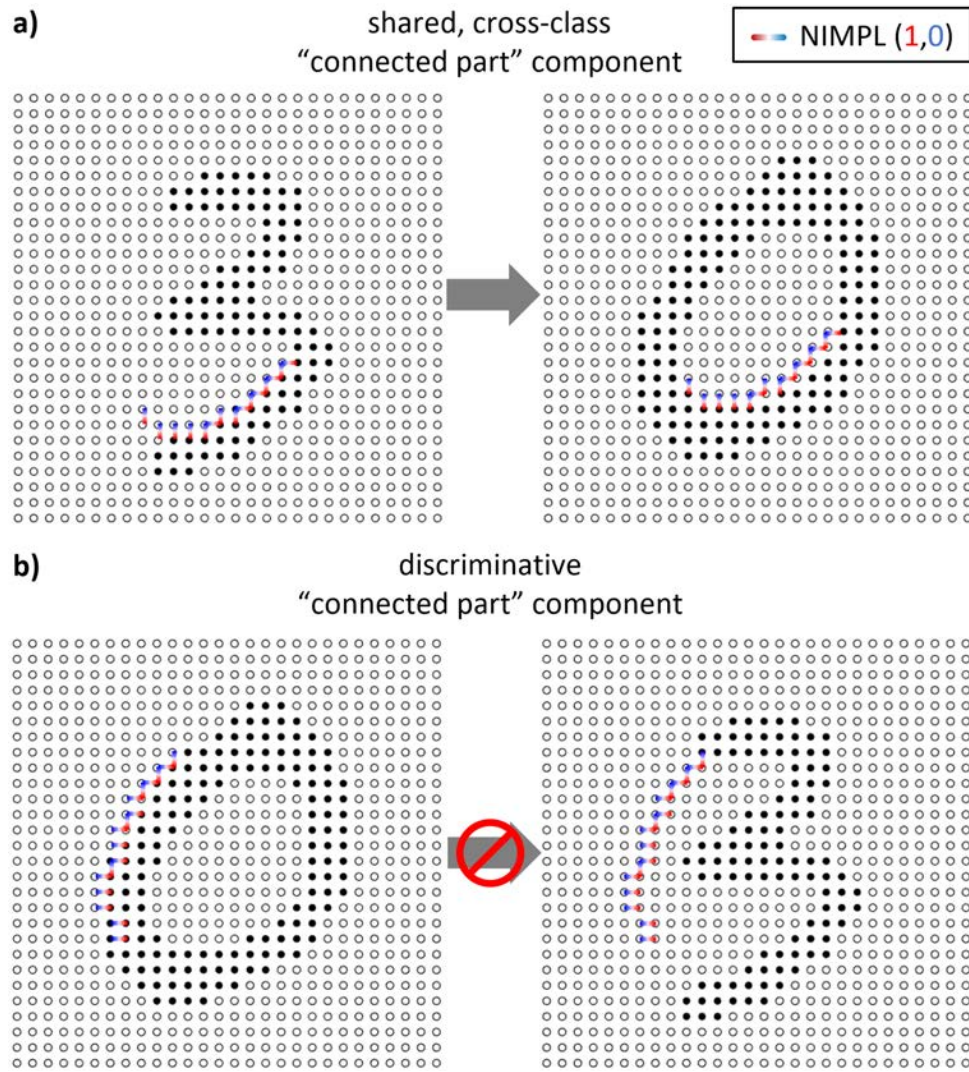 a)
shared, cross-class
“connected part” component
NIMPL (1,0)
b)
discriminative
“connected part” component